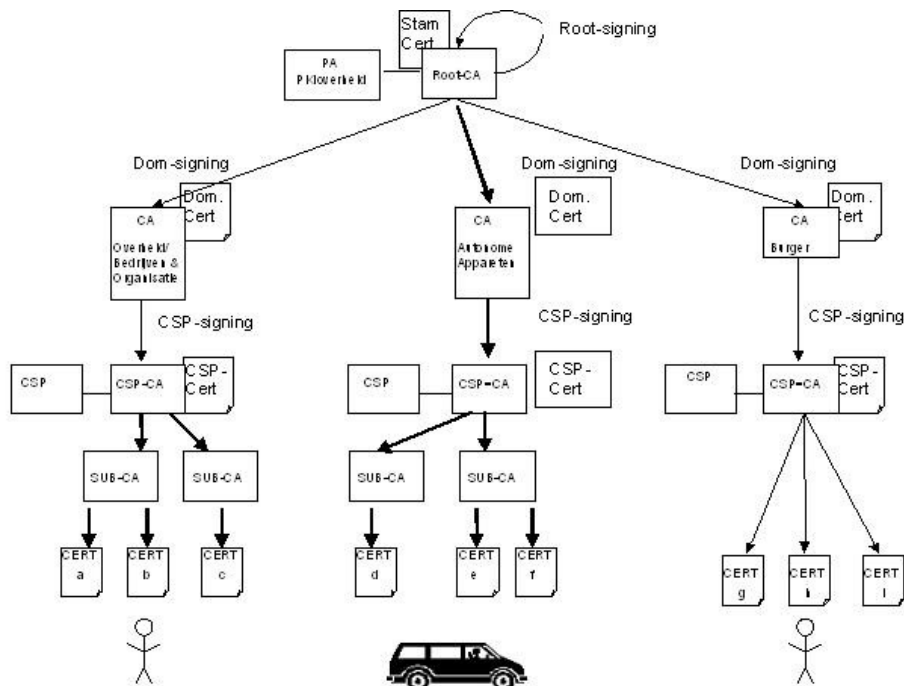 Stam
Cert
Root-signing
PA
PKIoverheid
Root-CA
Dom-signing
Dom-signing
Dom-signing
Dom.
Cert
Dom.
Cert
Dom.
Cert
CA
Overheid/
Bedrijven &
Organisatie
CA
Autonome
Apparaten
CA
Burger
CSP-signing
CSP-signing
CSP-signing
CSP
CSP-CA
CSP-
Cert
CSP
CSP-CA
CSP-
Cert
CSP
CSP-CA
CSP-
Cert
SUB-CA
SUB-CA
SUB-CA
SUB-CA
CERT
a
CERT
b
CERT
c
CERT
d
CERT
e
CERT
f
CERT
g
CERT
CERT